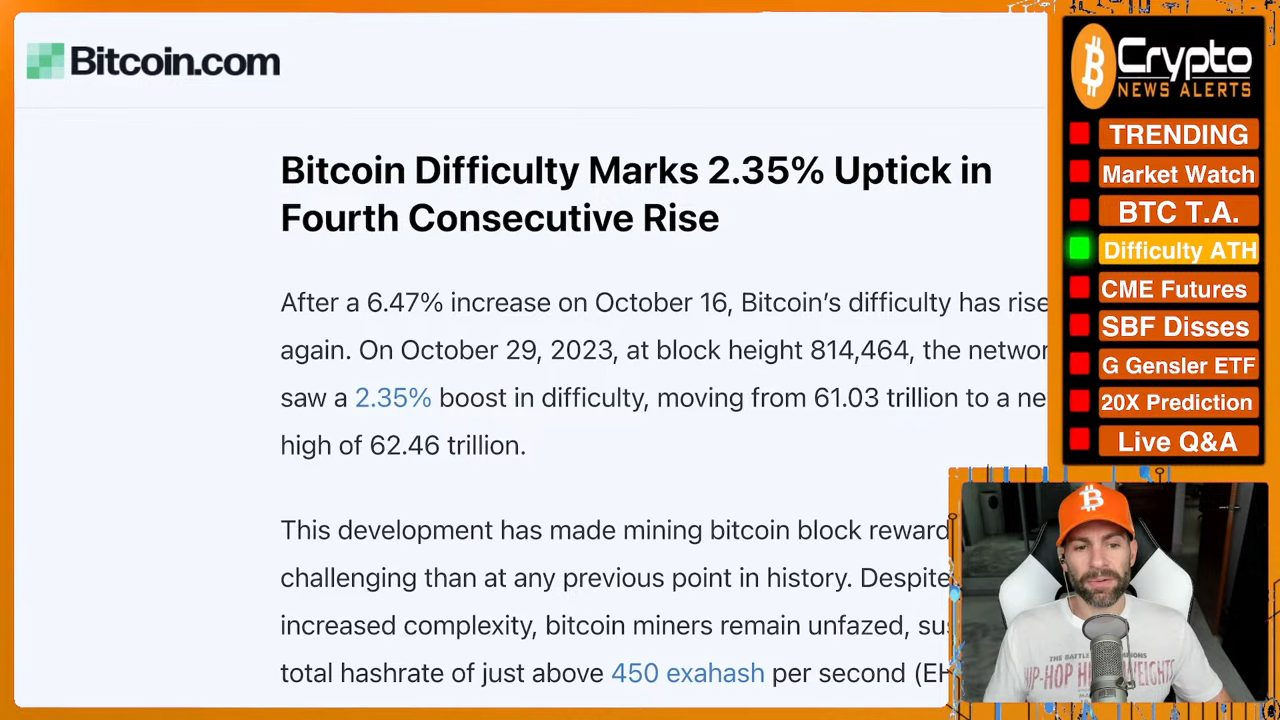 Bitcoin.com
Bitcoin Difficulty Marks 2.35% Uptick in
Fourth Consecutive Rise
After a 6.47% increase on October 16, Bitcoin’s difficulty has rise
again. On October 29, 2023, at block height 814,464, the networ
saw a 2.35% boost in difficulty, moving from 61.03 trillion to a ne
high of 62.46 trillion.
This development has made mining bitcoin block reward
challenging than at any previous point in history. Despite
increased complexity, bitcoin miners remain unfazed, sus
total hashrate of just above 450 exahash per second (EH
Crypto
NEWS ALERTS
TRENDING
Market Watch
BTC T.A.
Difficulty ATH
CME Futures
SBF Disses
G Gensler ETF
20X Prediction
Live Q&A
HIP-HOP H WEIGHTS